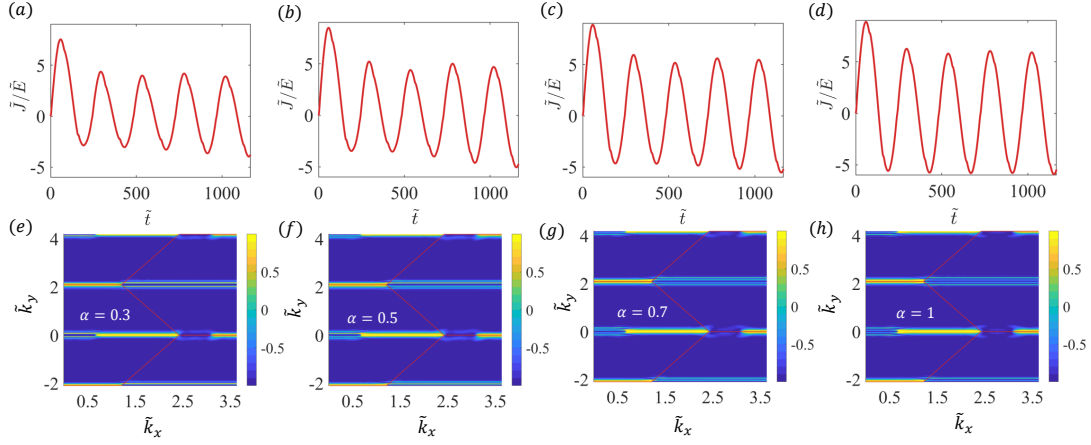 (a)
J̃/Ẽ
5
0
-5
0 500 1000
t̃
(b)
J̃/Ẽ
5
0
-5
0 500 1000
t̃
(c)
J̃/Ẽ
5
0
-5
0 500 1000
t̃
(d)
J̃/Ẽ
5
0
-5
0 500 1000
t̃
(e)
k̃y
4
2
0
-2
α = 0.3
0.5 1.5 2.5 3.5
k̃x
0.5
0
-0.5
(f)
k̃y
4
2
0
-2
α = 0.5
0.5 1.5 2.5 3.5
k̃x
0.5
0
-0.5
(g)
k̃y
4
2
0
-2
α = 0.7
0.5 1.5 2.5 3.5
k̃x
0.5
0
-0.5
(h)
k̃y
4
2
0
-2
α = 1
0.5 1.5 2.5 3.5
k̃x
0.5
0
-0.5